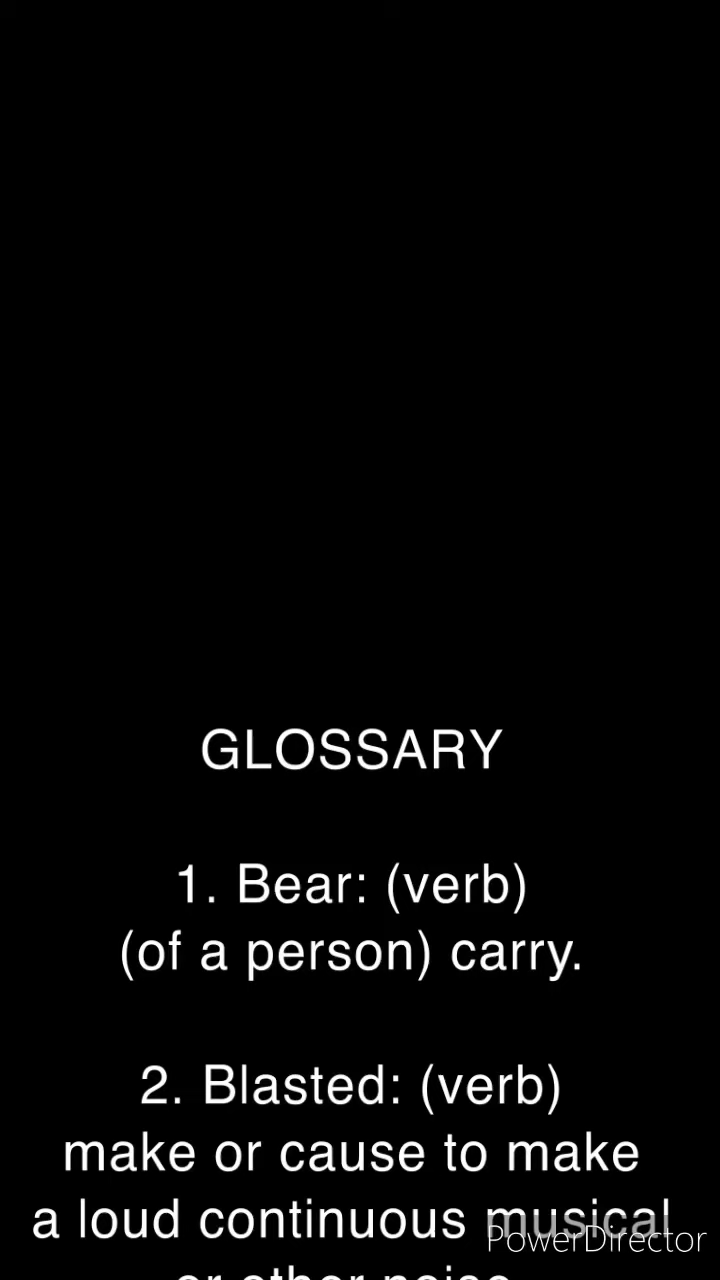 GLOSSARY
1. Bear: (verb)
(of a person) carry.
2. Blasted: (verb)
make or cause to make
a loud continuous musical
PowerDirector
or other noise